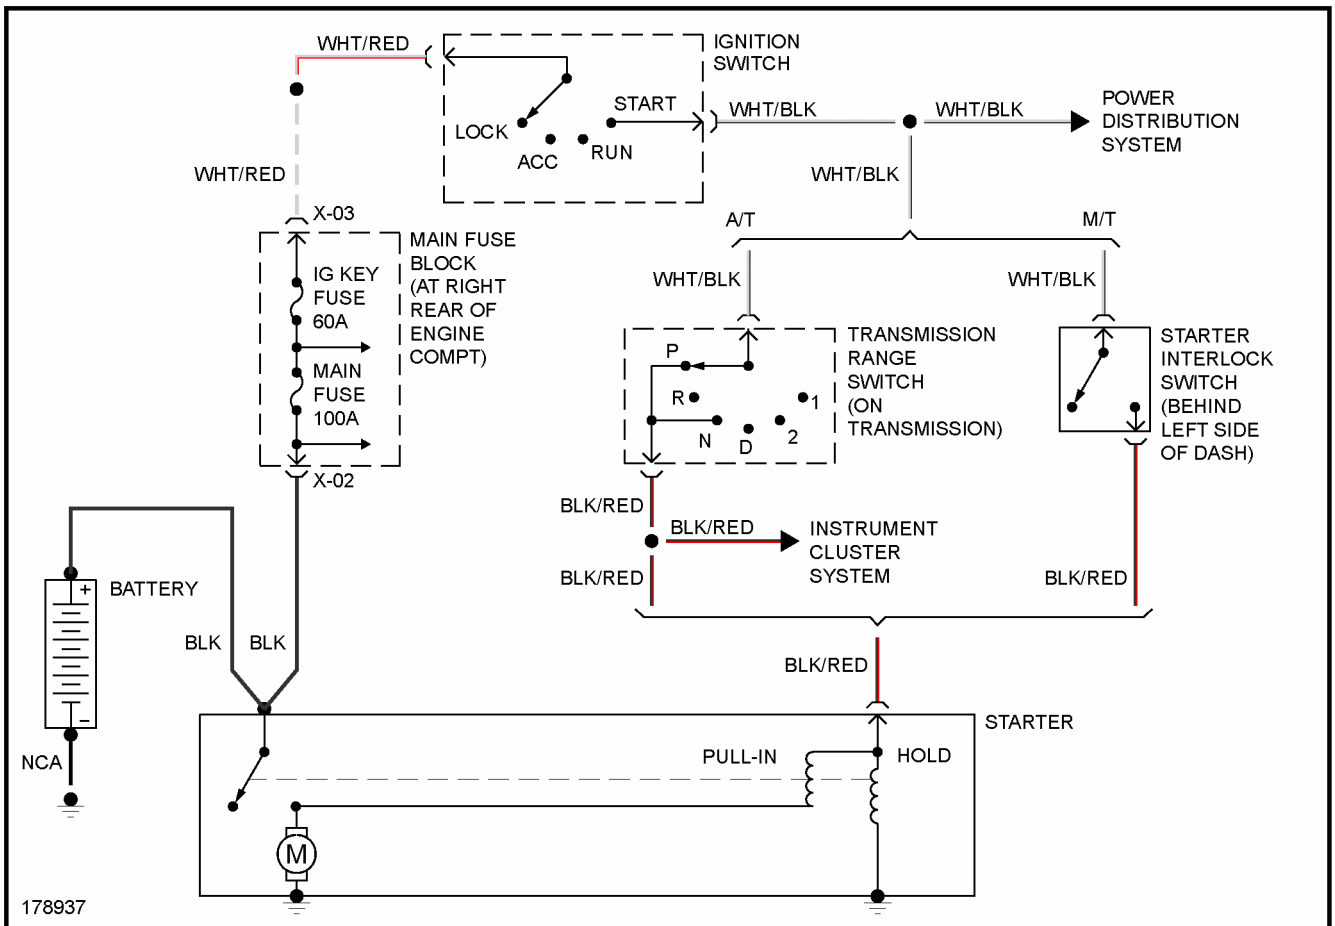 WHT/RED
IGNITION
SWITCH
START
LOCK
ACC
RUN
WHT/BLK
WHT/BLK
POWER
DISTRIBUTION
SYSTEM
WHT/RED
WHT/BLK
X-03
A/T
M/T
MAIN FUSE
BLOCK
(AT RIGHT
REAR OF
ENGINE
COMPT)
IG KEY
FUSE
60A
MAIN
FUSE
100A
X-02
WHT/BLK
WHT/BLK
P
R
N
D
2
1
TRANSMISSION
RANGE
SWITCH
(ON
TRANSMISSION)
STARTER
INTERLOCK
SWITCH
(BEHIND
LEFT SIDE
OF DASH)
BLK/RED
BLK/RED
INSTRUMENT
CLUSTER
SYSTEM
BLK/RED
BLK/RED
+
BATTERY
–
BLK
BLK
BLK/RED
NCA
STARTER
PULL-IN
HOLD
M
178937